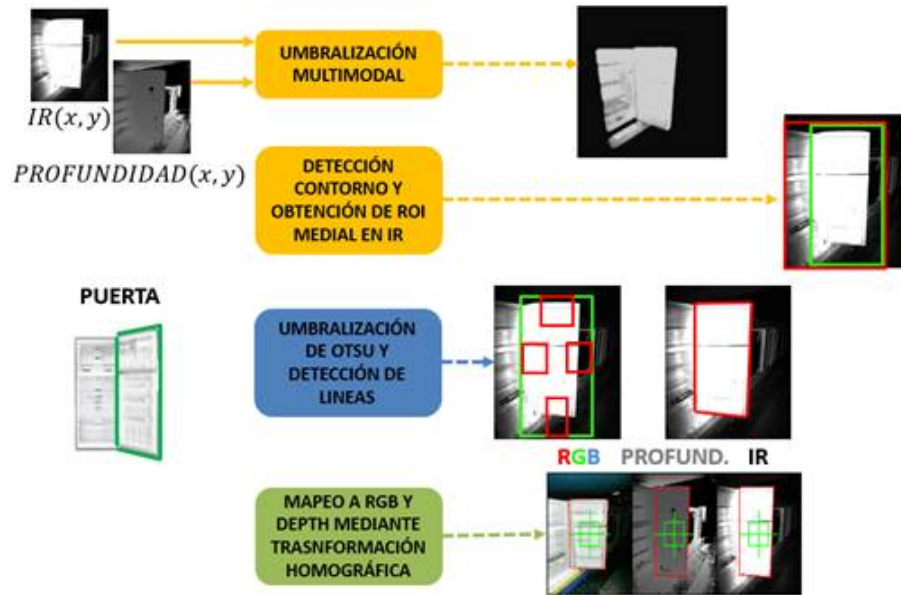 IR(x, y)
PROFUNDIDAD(x, y)
UMBRALIZACIÓN
MULTIMODAL
DETECCIÓN
CONTORNO Y
OBTENCIÓN DE ROI
MEDIAL EN IR
PUERTA
UMBRALIZACIÓN
DE OTSU Y
DETECCIÓN DE
LINEAS
RGB PROFUND. IR
MAPEO A RGB Y
DEPTH MEDIANTE
TRASNFORMACIÓN
HOMOGRÁFICA